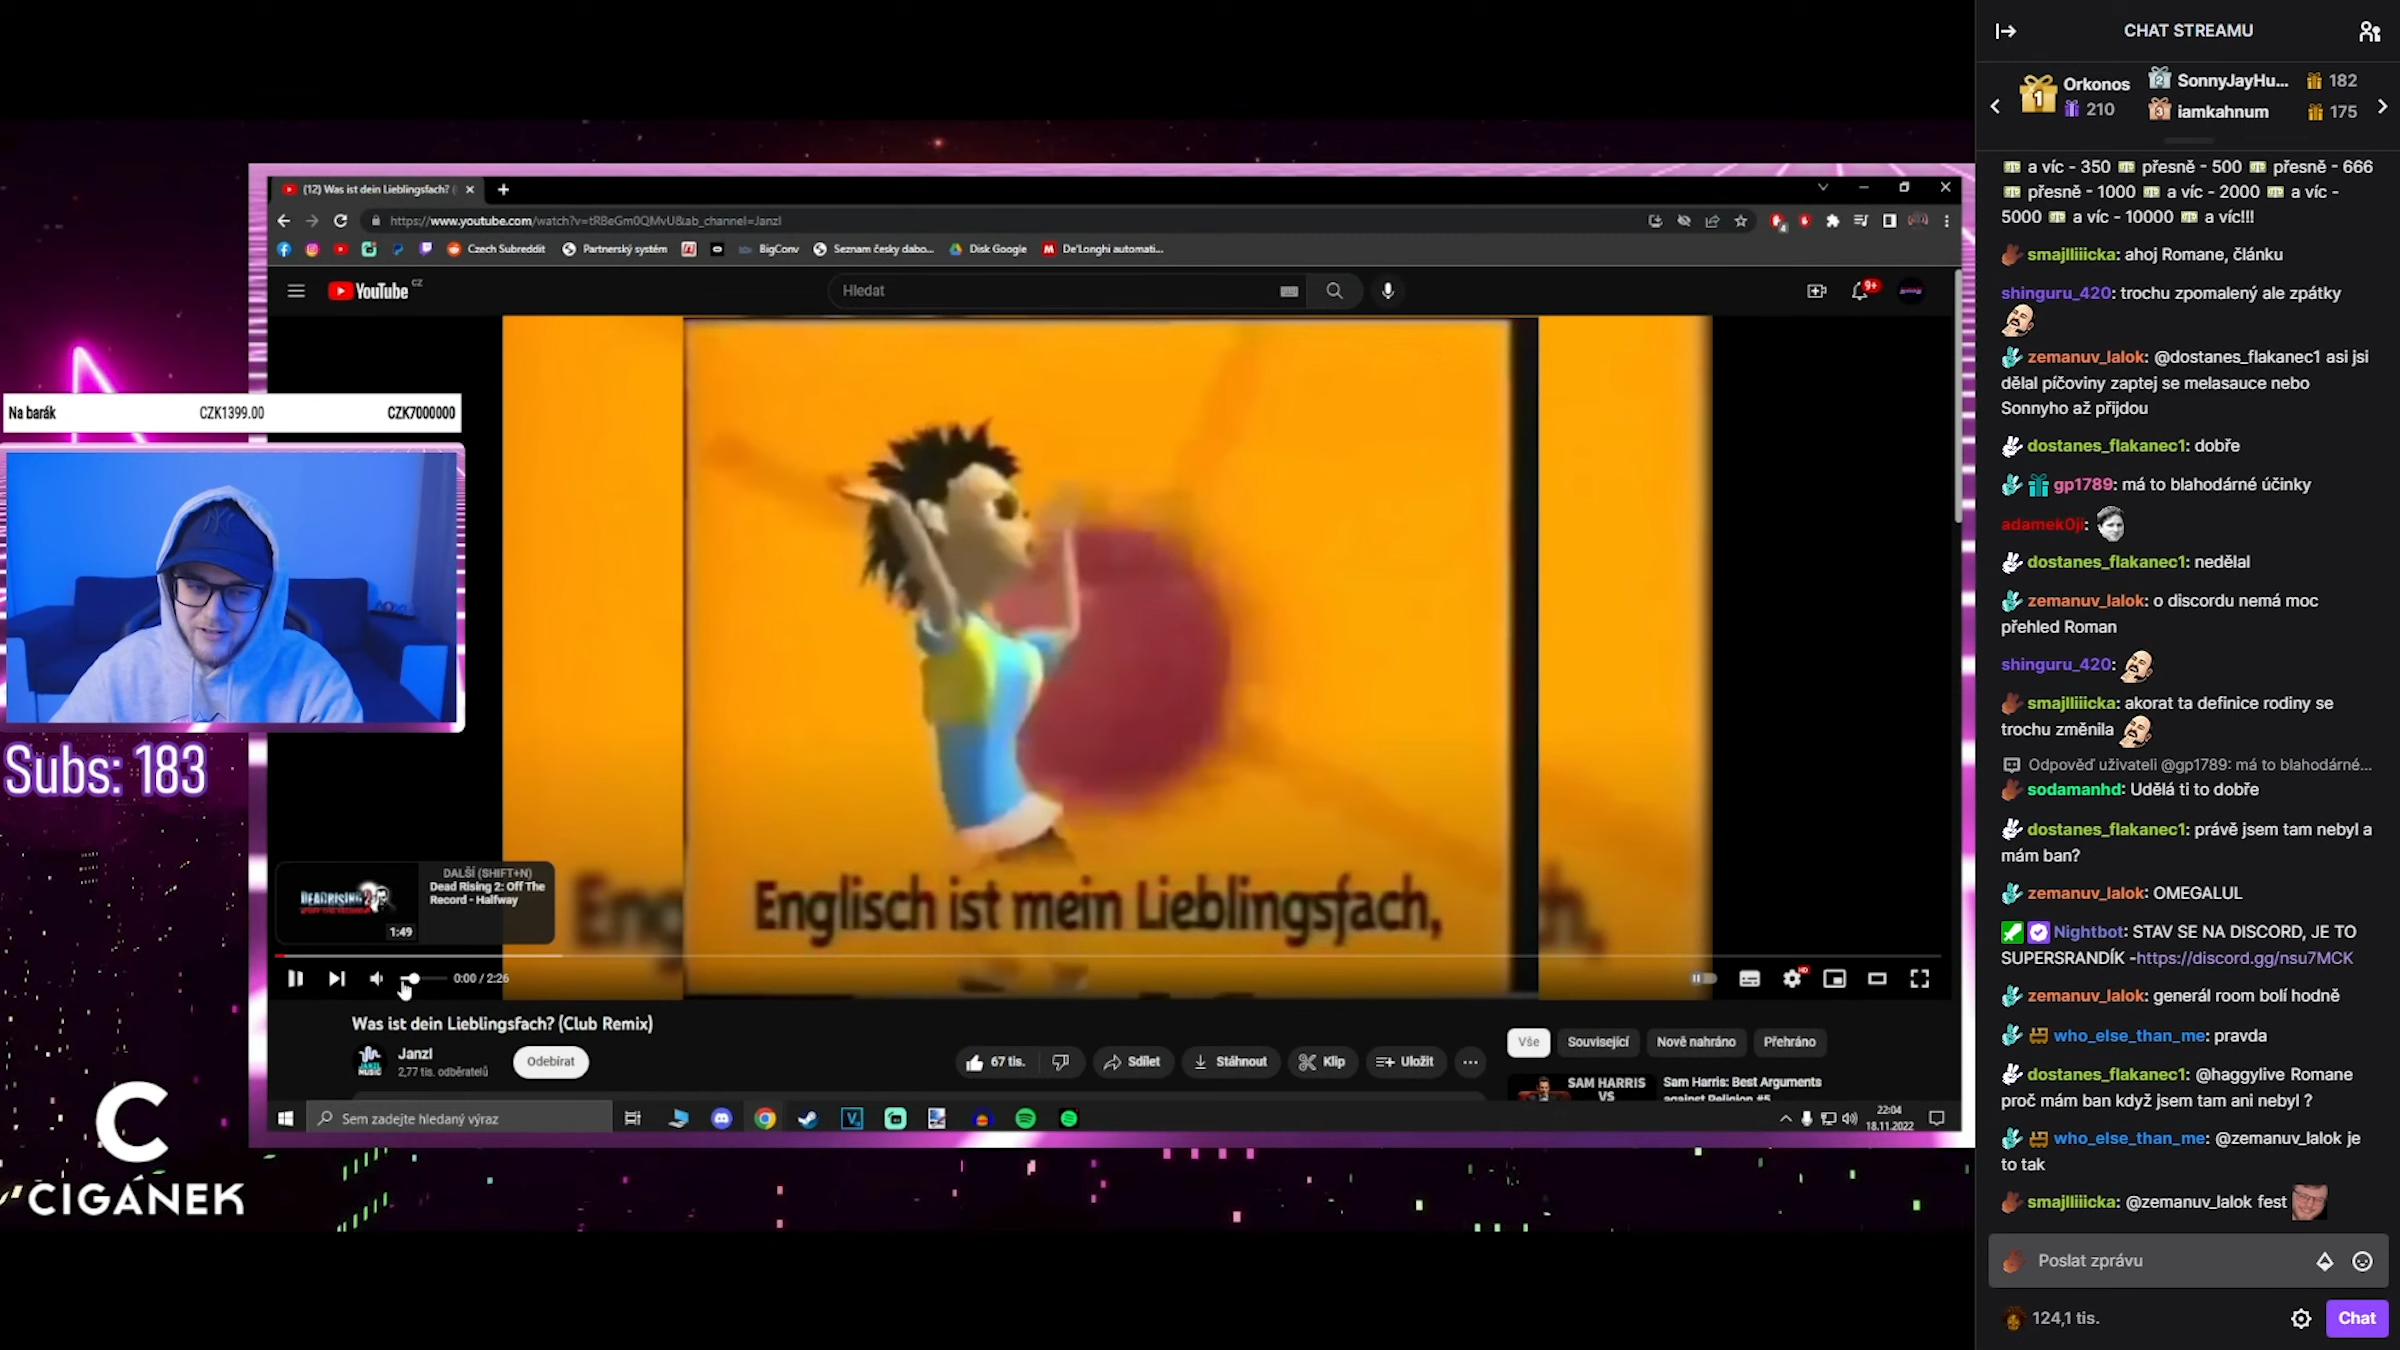 CHAT STREAMU
Orkonos
210
SonnyJayHu...
182
iamkahnum
175
a víc - 350 přesně - 500 přesně - 666
přesně - 1000 a víc - 2000 a víc -
5000 a víc - 10000 a víc!!!
smajlliiicka: ahoj Romane, článku
shinguru_420: trochu zpomalený ale zpátky
zemanuv_lalok: @dostanes_flakanec1 asi jsi
dělal píčoviny zaptej se melasauce nebo
Sonnyho až přijdou
dostanes_flakanec1: dobře
gp1789: má to blahodárné účinky
adamek0ji:
dostanes_flakanec1: nedělal
zemanuv_lalok: o discordu nemá moc
přehled Roman
shinguru_420:
smajlliiicka: akorat ta definice rodiny se
trochu změnila
Odpověď uživateli @gp1789: má to blahodárné...
sodamanhd: Udělá ti to dobře
dostanes_flakanec1: právě jsem tam nebyl a
mám ban?
zemanuv_lalok: OMEGALUL
Nightbot: STAV SE NA DISCORD, JE TO
SUPERSRANDÍK -https://discord.gg/nsu7MCK
zemanuv_lalok: generál room bolí hodně
who_else_than_me: pravda
dostanes_flakanec1: @haggylive Romane
proč mám ban když jsem tam ani nebyl ?
who_else_than_me: @zemanuv_lalok je
to tak
smajlliiicka: @zemanuv_lalok fest
Poslat zprávu
124,1 tis.
Chat
(12) Was ist dein Lieblingsfach? (
https://www.youtube.com/watch?v=tR8eGm0QMvU&ab_channel=Janzl
Czech Subreddit
Partnerský systém
BigConv
Seznam česky dabo...
Disk Google
De'Longhi automati...
YouTube CZ
Hledat
9+
Na barák CZK1399.00 CZK7000000
Subs: 183
Englisch ist mein Lieblingsfach,
DALŠÍ (SHIFT+N)
Dead Rising 2: Off The
Record - Halfway
1:49
0:00 / 2:26
Was ist dein Lieblingsfach? (Club Remix)
Janzl
2,77 tis. odběratelů
Odebírat
67 tis.
Sdílet
Stáhnout
Klip
Uložit
Vše
Související
Nově nahráno
Přehráno
SAM HARRIS
VS
Sam Harris: Best Arguments
against Religion #5
Sem zadejte hledaný výraz
22:04
18.11.2022
CIGÁNEK